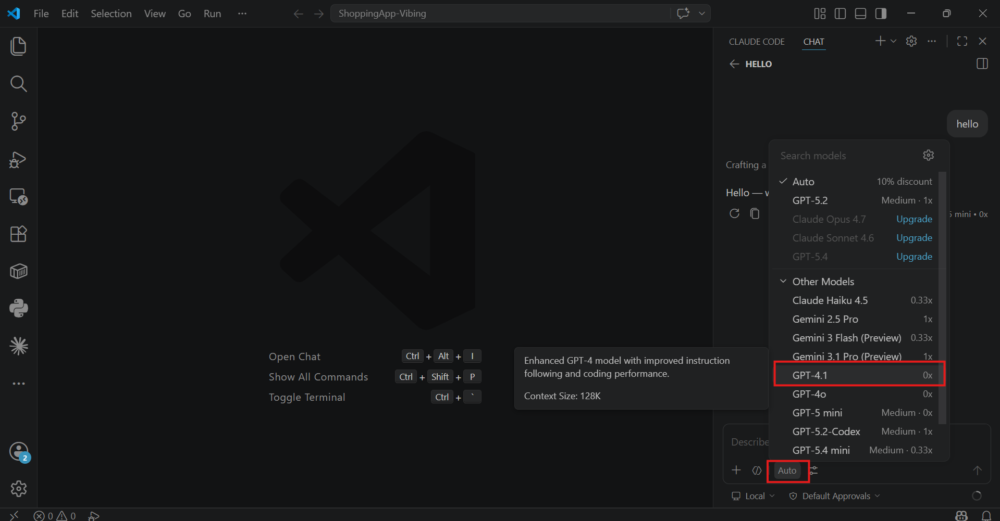 File Edit Selection View Go Run ···
ShoppingApp-Vibing
CLAUDE CODE CHAT
HELLO
hello
Search models
Crafting a
Auto 10% discount
Hello —
GPT-5.2 Medium · 1x
mini • 0x
Claude Opus 4.7 Upgrade
Claude Sonnet 4.6 Upgrade
GPT-5.4 Upgrade
Other Models
Claude Haiku 4.5 0.33x
Gemini 2.5 Pro 1x
Gemini 3 Flash (Preview) 0.33x
Gemini 3.1 Pro (Preview) 1x
GPT-4.1 0x
GPT-4o 0x
GPT-5 mini Medium · 0x
GPT-5.2-Codex Medium · 1x
GPT-5.4 mini Medium · 0.33x
Enhanced GPT-4 model with improved instruction
following and coding performance.
Context Size: 128K
Open Chat Ctrl + Alt + I
Show All Commands Ctrl + Shift + P
Toggle Terminal Ctrl + `
Describe
Auto
Local Default Approvals
2
0 0